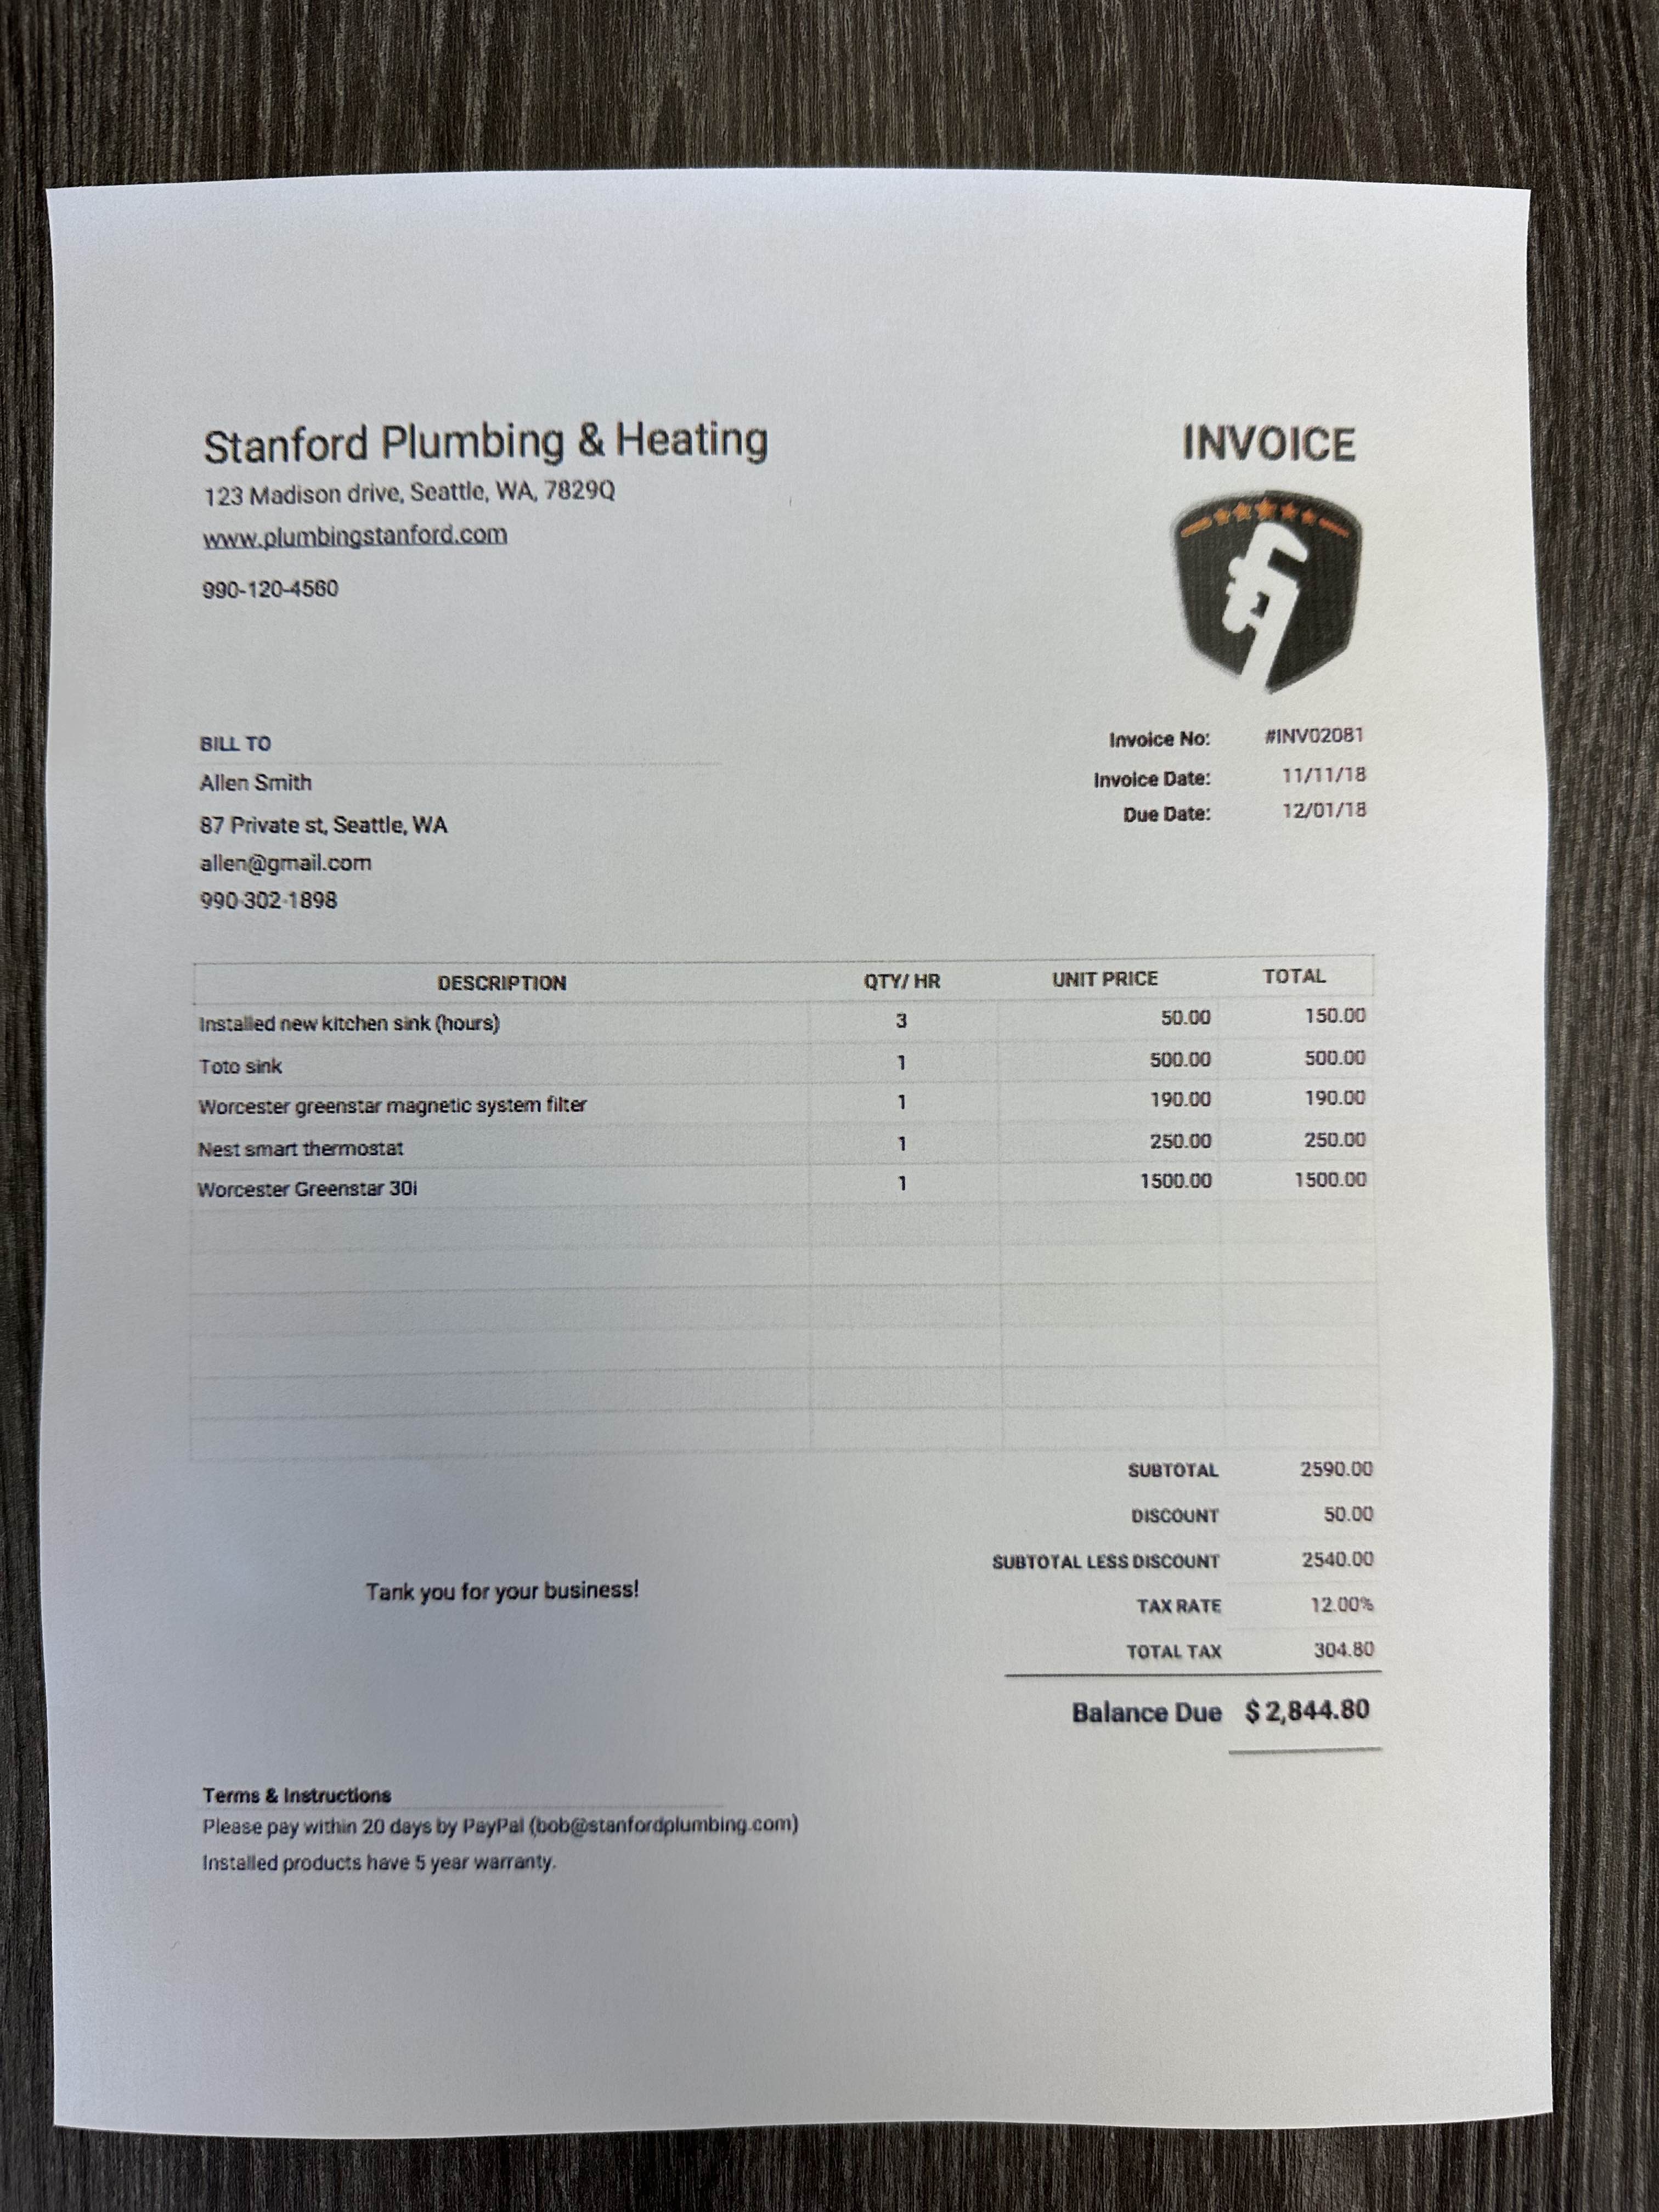 Stanford Plumbing & Heating
INVOICE
123 Madison drive, Seattle, WA, 7829Q
www.plumbingstanford.com
990-120-4560
BILL TO
Allen Smith
87 Private st, Seattle, WA
allen@gmail.com
990-302-1898
Invoice No: #INV02081
Invoice Date: 11/11/18
Due Date: 12/01/18
DESCRIPTION QTY/ HR UNIT PRICE TOTAL
Installed new kitchen sink (hours) 3 50.00 150.00
Toto sink 1 500.00 500.00
Worcester greenstar magnetic system filter 1 190.00 190.00
Nest smart thermostat 1 250.00 250.00
Worcester Greenstar 30i 1 1500.00 1500.00
SUBTOTAL 2590.00
DISCOUNT 50.00
SUBTOTAL LESS DISCOUNT 2540.00
TAX RATE 12.00%
TOTAL TAX 304.80
Balance Due $ 2,844.80
Tank you for your business!
Terms & Instructions
Please pay within 20 days by PayPal (bob@stanfordplumbing.com)
Installed products have 5 year warranty.